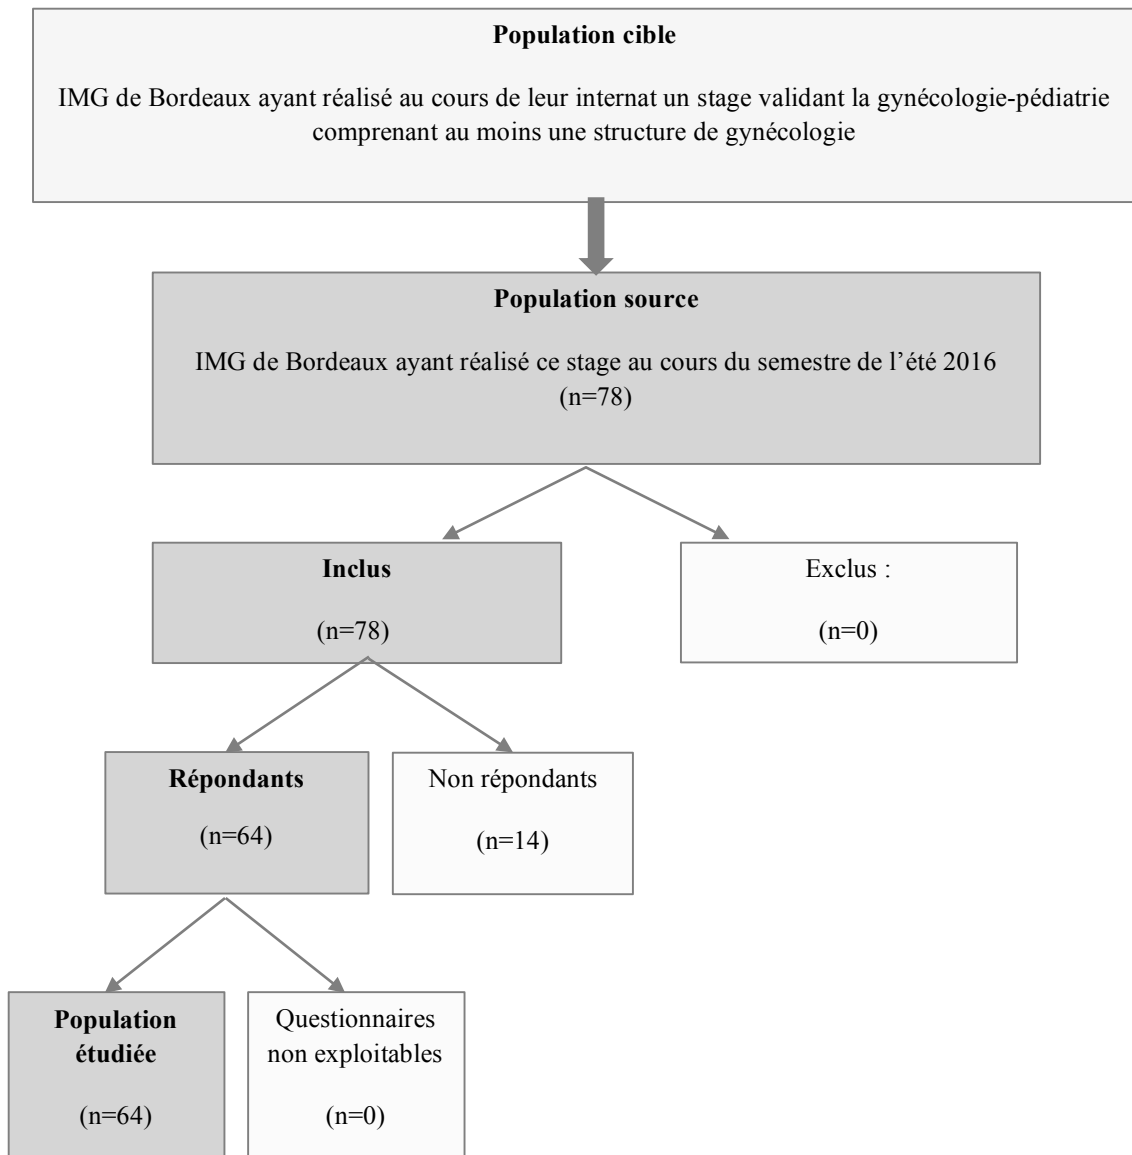 Population cible
IMG de Bordeaux ayant réalisé au cours de leur internat un stage validant la gynécologie-pédiatrie
comprenant au moins une structure de gynécologie
Population source
IMG de Bordeaux ayant réalisé ce stage au cours du semestre de l’été 2016
(n=78)
Inclus
(n=78)
Exclus :
(n=0)
Répondants
(n=64)
Non répondants
(n=14)
Population
étudiée
(n=64)
Questionnaires
non exploitables
(n=0)